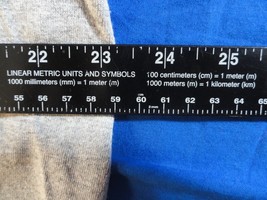 22 23 24 25
LINEAR METRIC UNITS AND SYMBOLS 100 centimeters (cm) = 1 meter (m)
1000 millimeters (mm) = 1 meter (m) 1000 meters (m) = 1 kilometer (km)
55 56 57 58 59 60 61 62 63 64 65